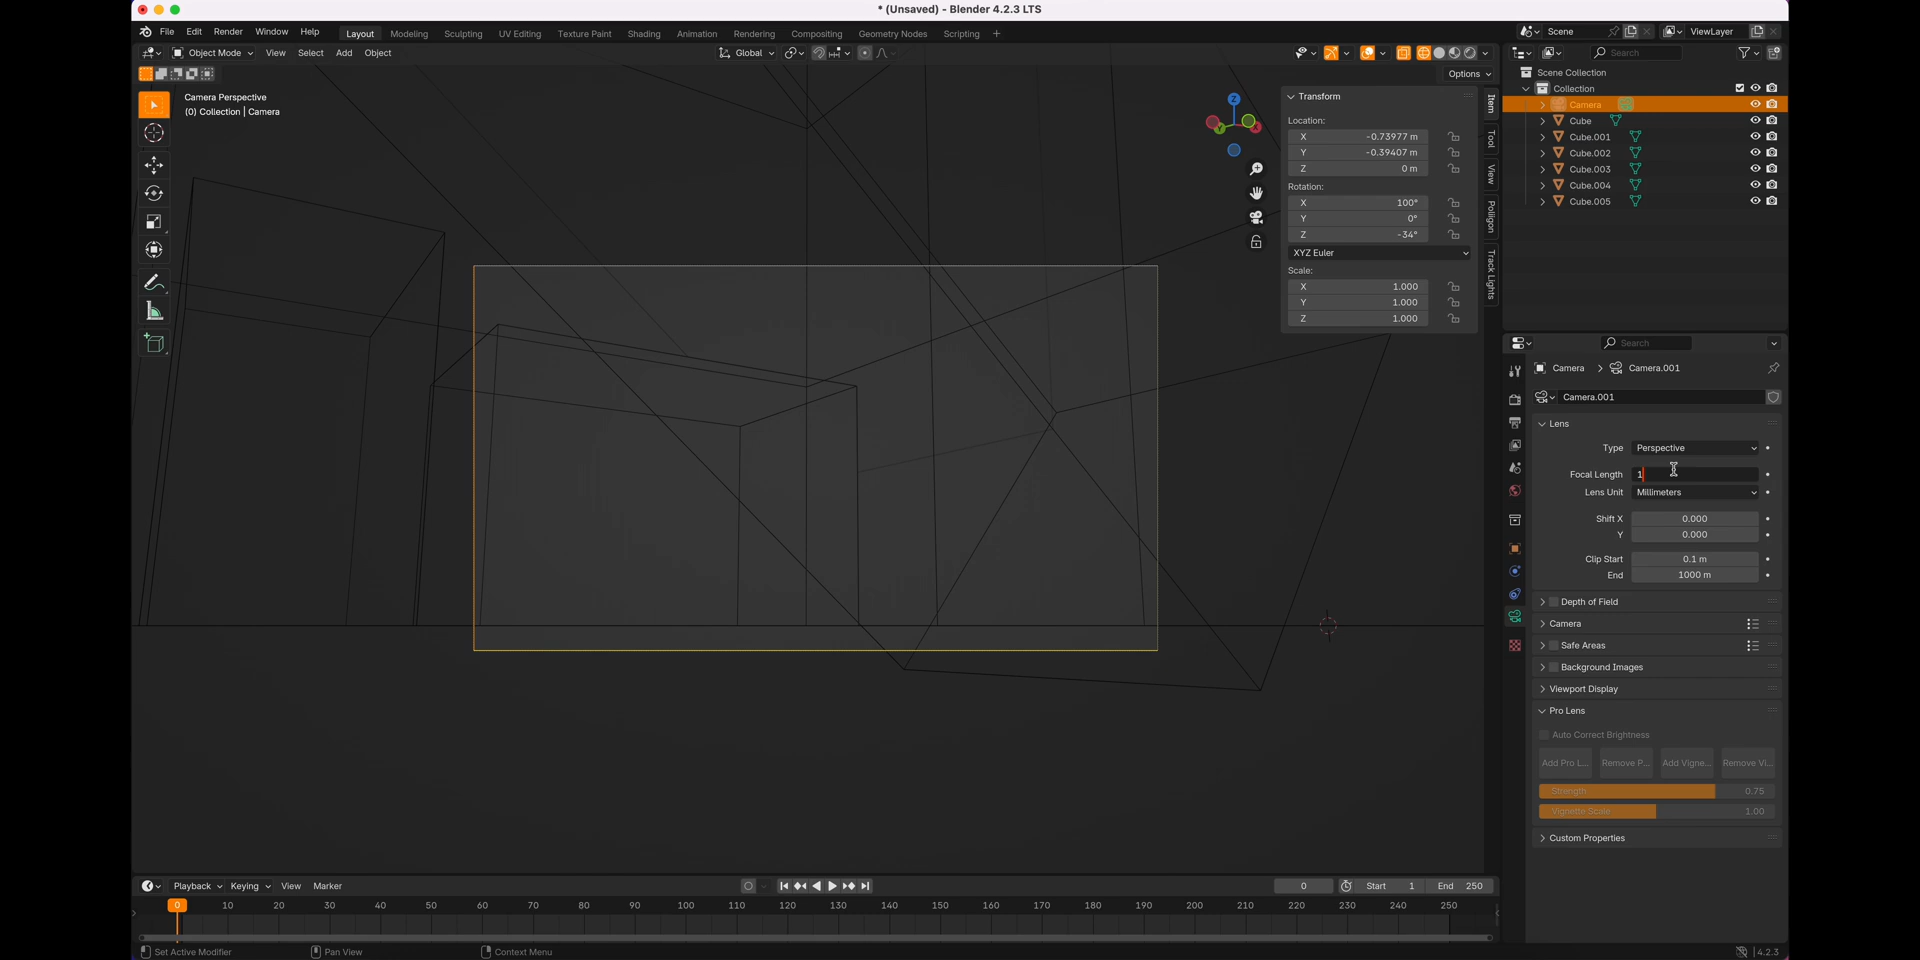 * (Unsaved) - Blender 4.2.3 LTS
File Edit Render Window Help Layout Modeling Sculpting UV Editing Texture Paint Shading Animation Rendering Compositing Geometry Nodes Scripting + Scene ViewLayer
Object Mode View Select Add Object Global Search
Options
Camera Perspective
(0) Collection | Camera
Transform
Location:
X -0.73977 m
Y -0.39407 m
Z 0 m
Rotation:
X 100°
Y 0°
Z -34°
XYZ Euler
Scale:
X 1.000
Y 1.000
Z 1.000
Item
Tool
View
Poliigon
Track Lights
Z
X
Y
Scene Collection
Collection
Camera
Cube
Cube.001
Cube.002
Cube.003
Cube.004
Cube.005
Search
Camera > Camera.001
Camera.001
Lens
Type Perspective
Focal Length 1
Lens Unit Millimeters
Shift X 0.000
Y 0.000
Clip Start 0.1 m
End 1000 m
Depth of Field
Camera
Safe Areas
Background Images
Viewport Display
Pro Lens
Auto Correct Brightness
Add Pro L... Remove P... Add Vigne... Remove Vi...
Strength 0.75
Vignette Scale 1.00
Custom Properties
Playback Keying View Marker 0 Start 1 End 250
0 10 20 30 40 50 60 70 80 90 100 110 120 130 140 150 160 170 180 190 200 210 220 230 240 250
Set Active Modifier Pan View Context Menu 4.2.3